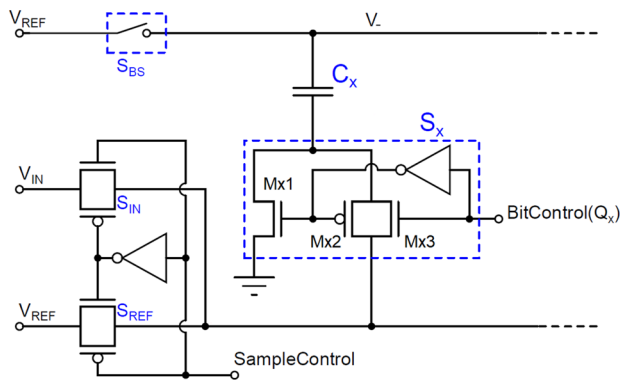 VREF
V-
SBS
Cx
Sx
VIN
Mx1
SIN
BitControl(Qx)
Mx2
Mx3
VREF
SREF
SampleControl